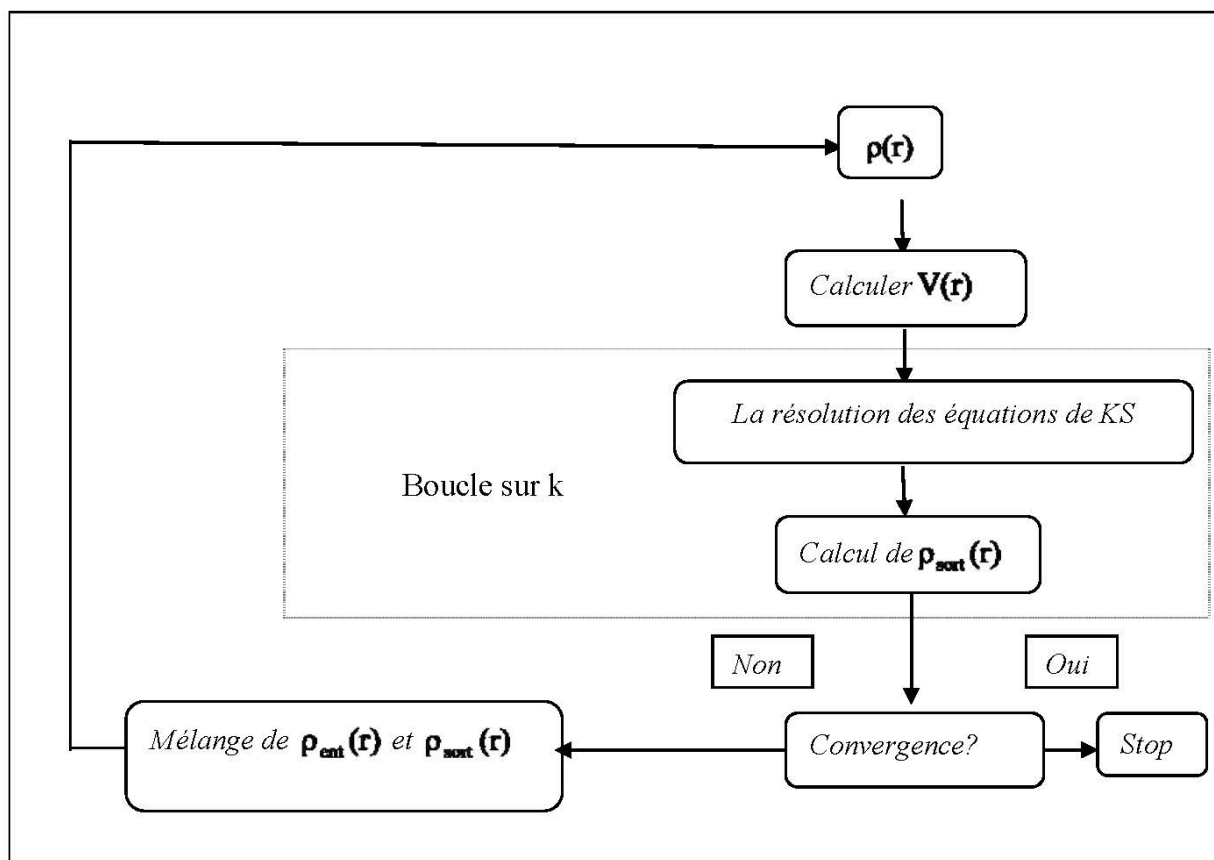 ρ(r)
Calculer V(r)
La résolution des équations de KS
Boucle sur k
Calcul de ρsort(r)
Non
Oui
Mélange de ρent(r) et ρsort(r)
Convergence?
Stop